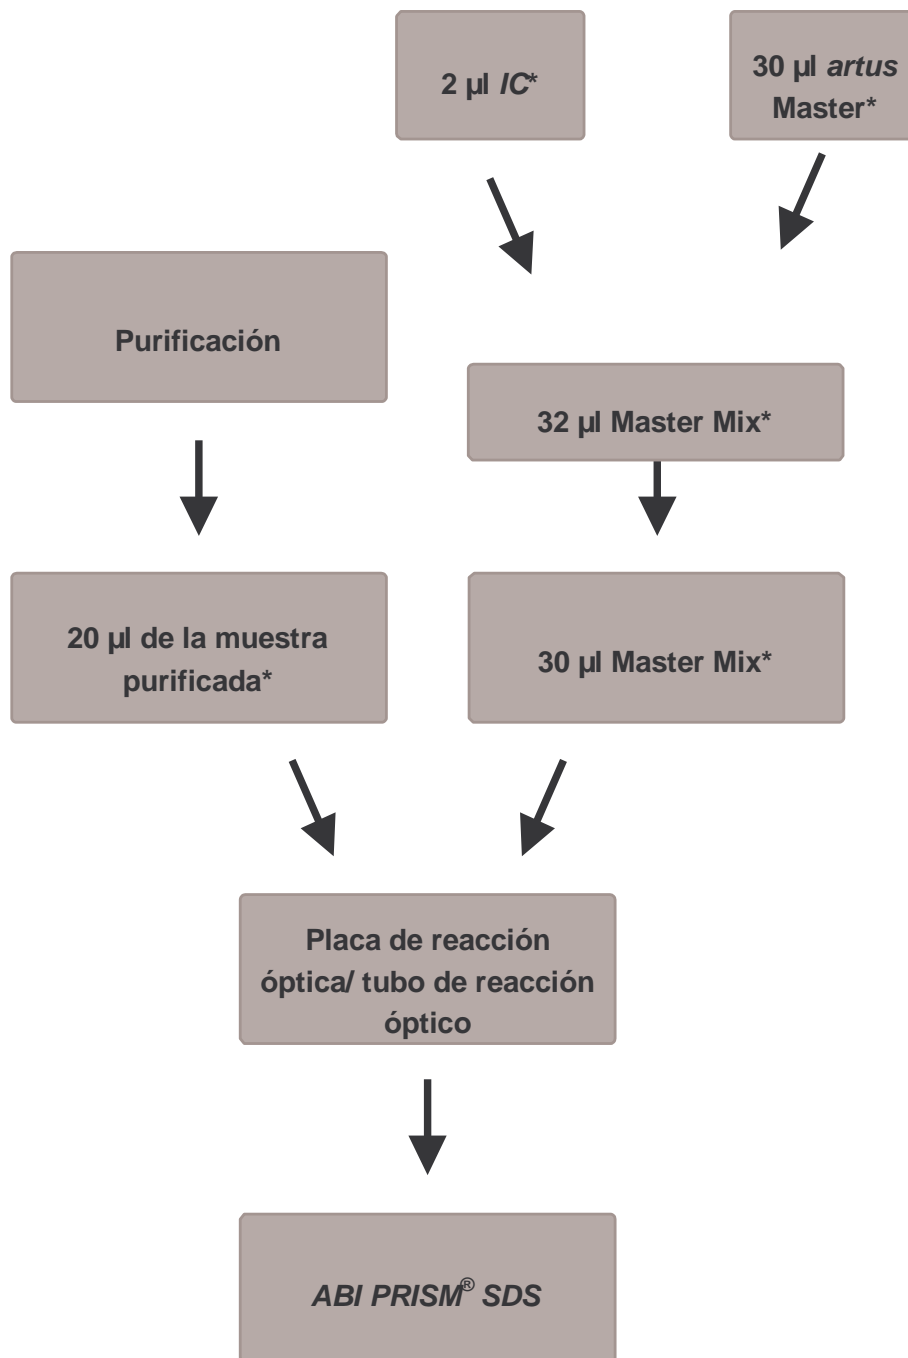 2 µl IC*
30 µl artus
Master*
Purificación
32 µl Master Mix*
20 µl de la muestra
purificada*
30 µl Master Mix*
Placa de reacción
óptica/ tubo de reacción
óptico
ABI PRISM® SDS